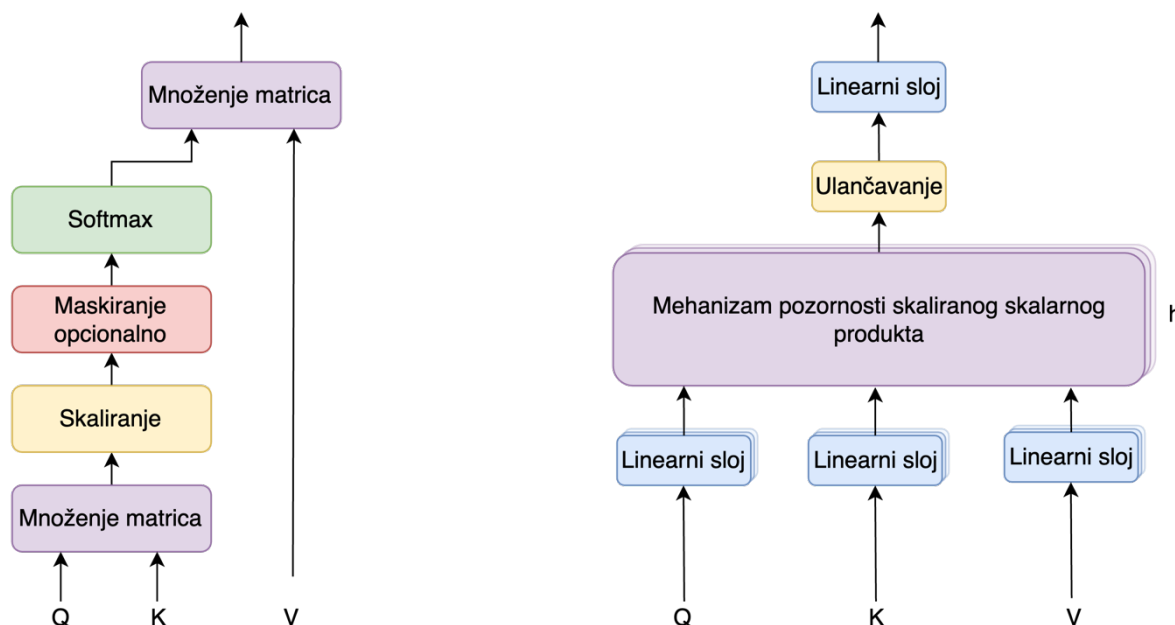 Množenje matrica
Softmax
Maskiranje
opcionalno
Skaliranje
Množenje matrica
Q K V
Linearni sloj
Ulančavanje
Mehanizam pozornosti skaliranog skalarnog
produkta
h
Linearni sloj Linearni sloj Linearni sloj
Q K V